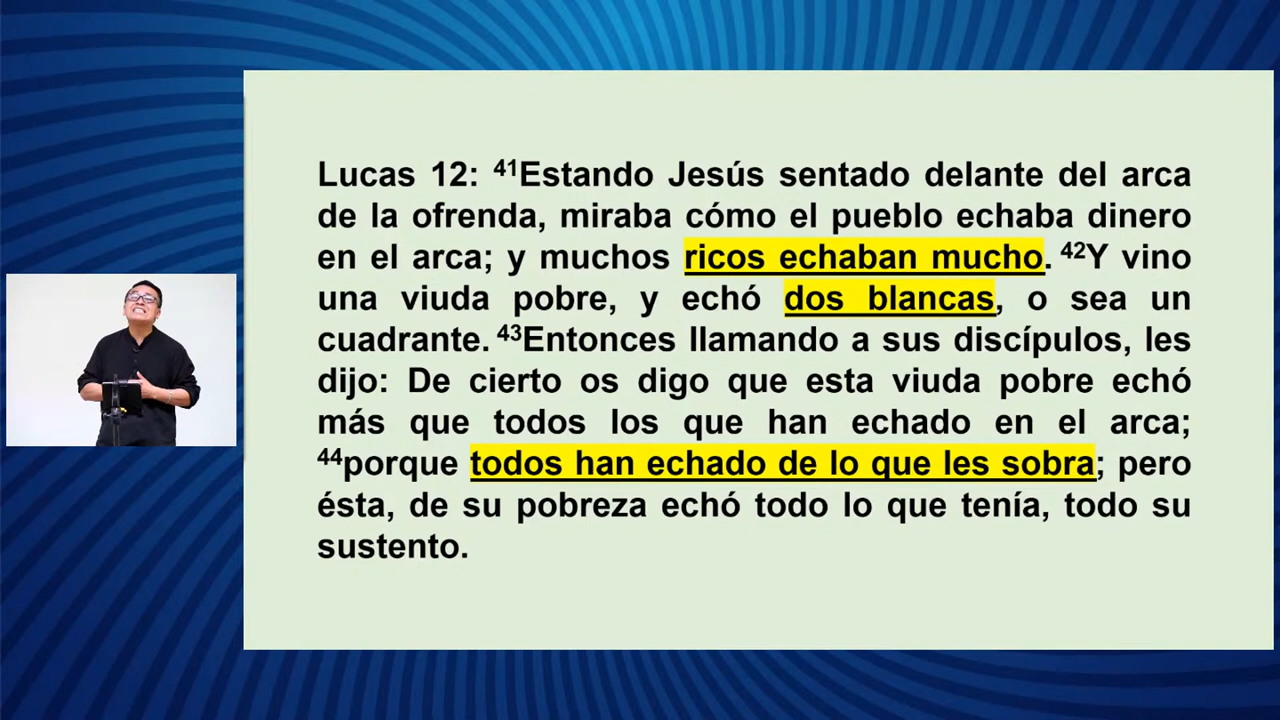 Lucas 12: ⁴¹Estando Jesús sentado delante del arca
de la ofrenda, miraba cómo el pueblo echaba dinero
en el arca; y muchos ricos echaban mucho. ⁴²Y vino
una viuda pobre, y echó dos blancas, o sea un
cuadrante. ⁴³Entonces llamando a sus discípulos, les
dijo: De cierto os digo que esta viuda pobre echó
más que todos los que han echado en el arca;
⁴⁴porque todos han echado de lo que les sobra; pero
ésta, de su pobreza echó todo lo que tenía, todo su
sustento.